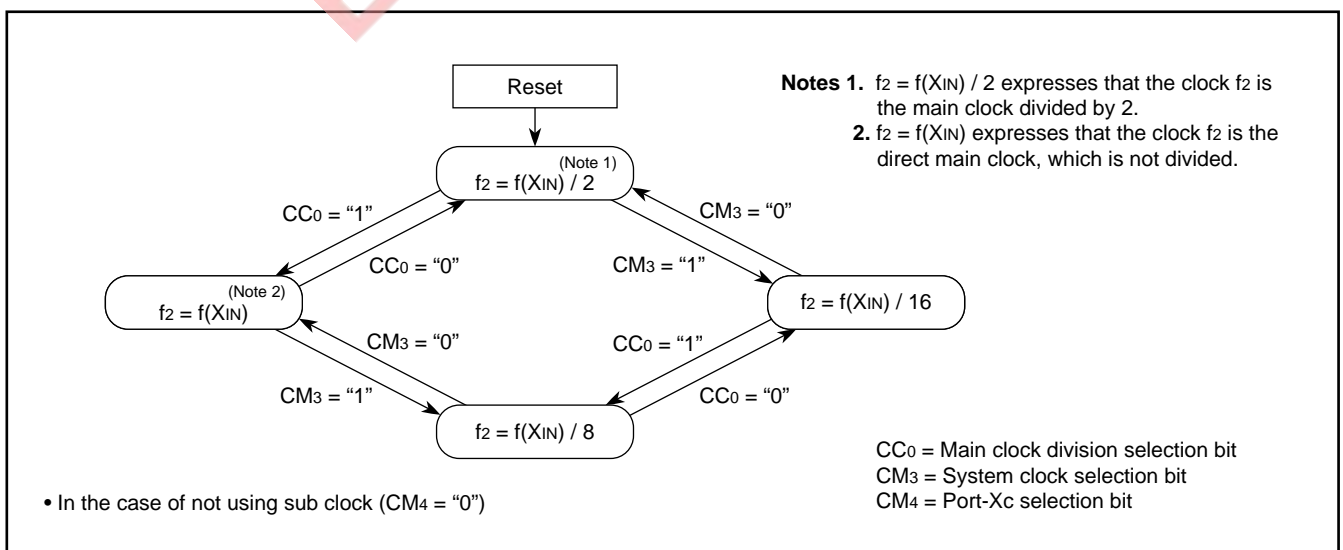 Reset
Notes 1. f2 = f(XIN) / 2 expresses that the clock f2 is
the main clock divided by 2.
2. f2 = f(XIN) expresses that the clock f2 is the
direct main clock, which is not divided.
(Note 1)
f2 = f(XIN) / 2
CC0 = “1”
CM3 = “0”
CC0 = “0”
CM3 = “1”
(Note 2)
f2 = f(XIN)
f2 = f(XIN) / 16
CM3 = “0”
CC0 = “1”
CM3 = “1”
CC0 = “0”
f2 = f(XIN) / 8
CC0 = Main clock division selection bit
CM3 = System clock selection bit
CM4 = Port-Xc selection bit
• In the case of not using sub clock (CM4 = “0”)